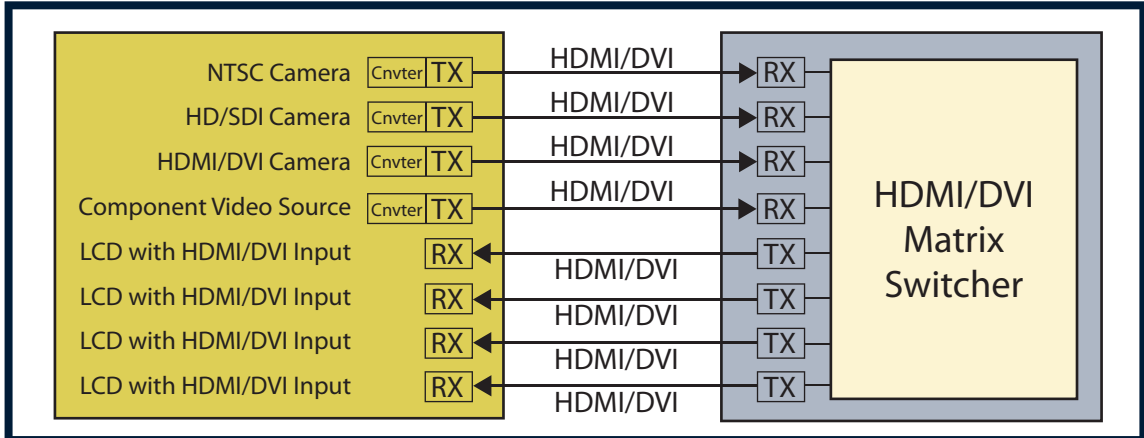 NTSC Camera Cnvter TX HDMI/DVI RX
HD/SDI Camera Cnvter TX HDMI/DVI RX
HDMI/DVI Camera Cnvter TX HDMI/DVI RX
Component Video Source Cnvter TX HDMI/DVI RX
LCD with HDMI/DVI Input RX HDMI/DVI TX
LCD with HDMI/DVI Input RX HDMI/DVI TX
LCD with HDMI/DVI Input RX HDMI/DVI TX
LCD with HDMI/DVI Input RX HDMI/DVI TX
HDMI/DVI
Matrix
Switcher